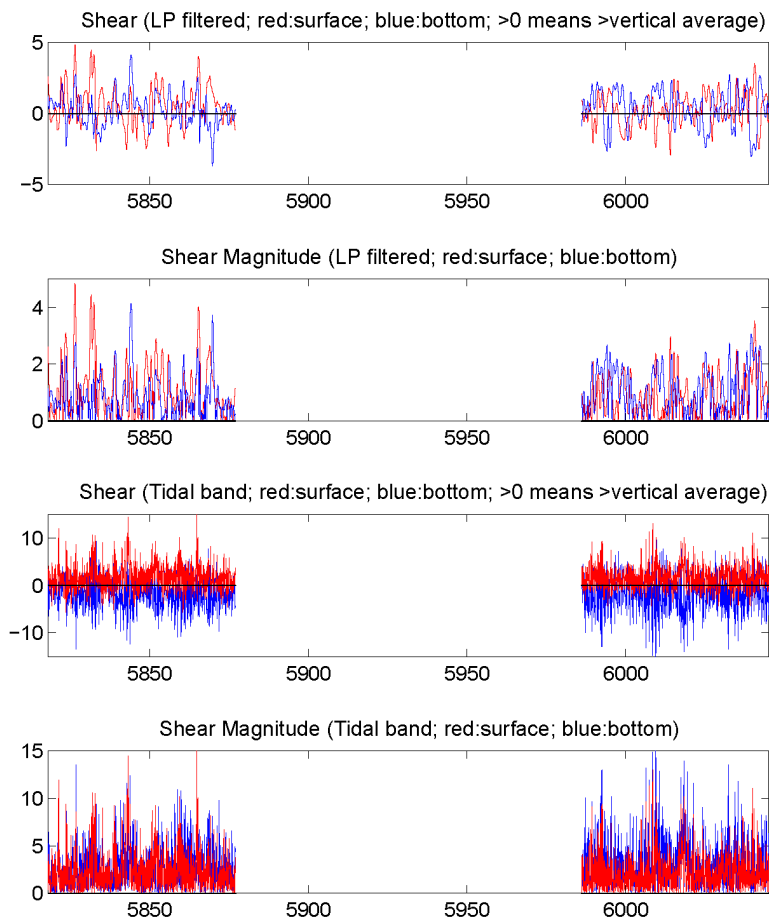 Shear (LP filtered; red:surface; blue:bottom; >0 means >vertical average)
5
0
−5
5850 5900 5950 6000
Shear Magnitude (LP filtered; red:surface; blue:bottom)
4
2
0
5850 5900 5950 6000
Shear (Tidal band; red:surface; blue:bottom; >0 means >vertical average)
10
0
−10
5850 5900 5950 6000
Shear Magnitude (Tidal band; red:surface; blue:bottom)
15
10
5
0
5850 5900 5950 6000